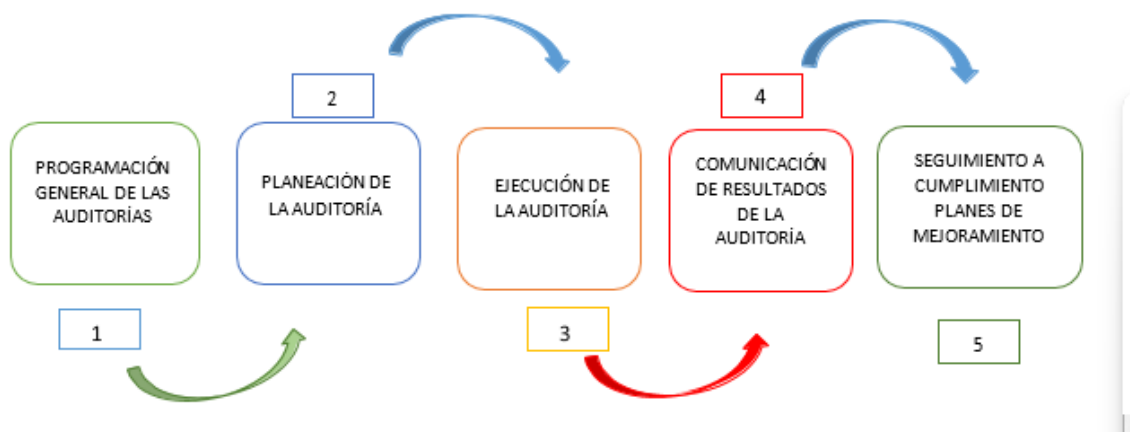 PROGRAMACIÓN
GENERAL DE LAS
AUDITORÍAS
1
2
PLANEACIÓN DE
LA AUDITORÍA
EJECUCIÓN DE
LA AUDITORÍA
3
4
COMUNICACIÓN
DE RESULTADOS
DE LA
AUDITORÍA
SEGUIMIENTO A
CUMPLIMIENTO
PLANES DE
MEJORAMIENTO
5